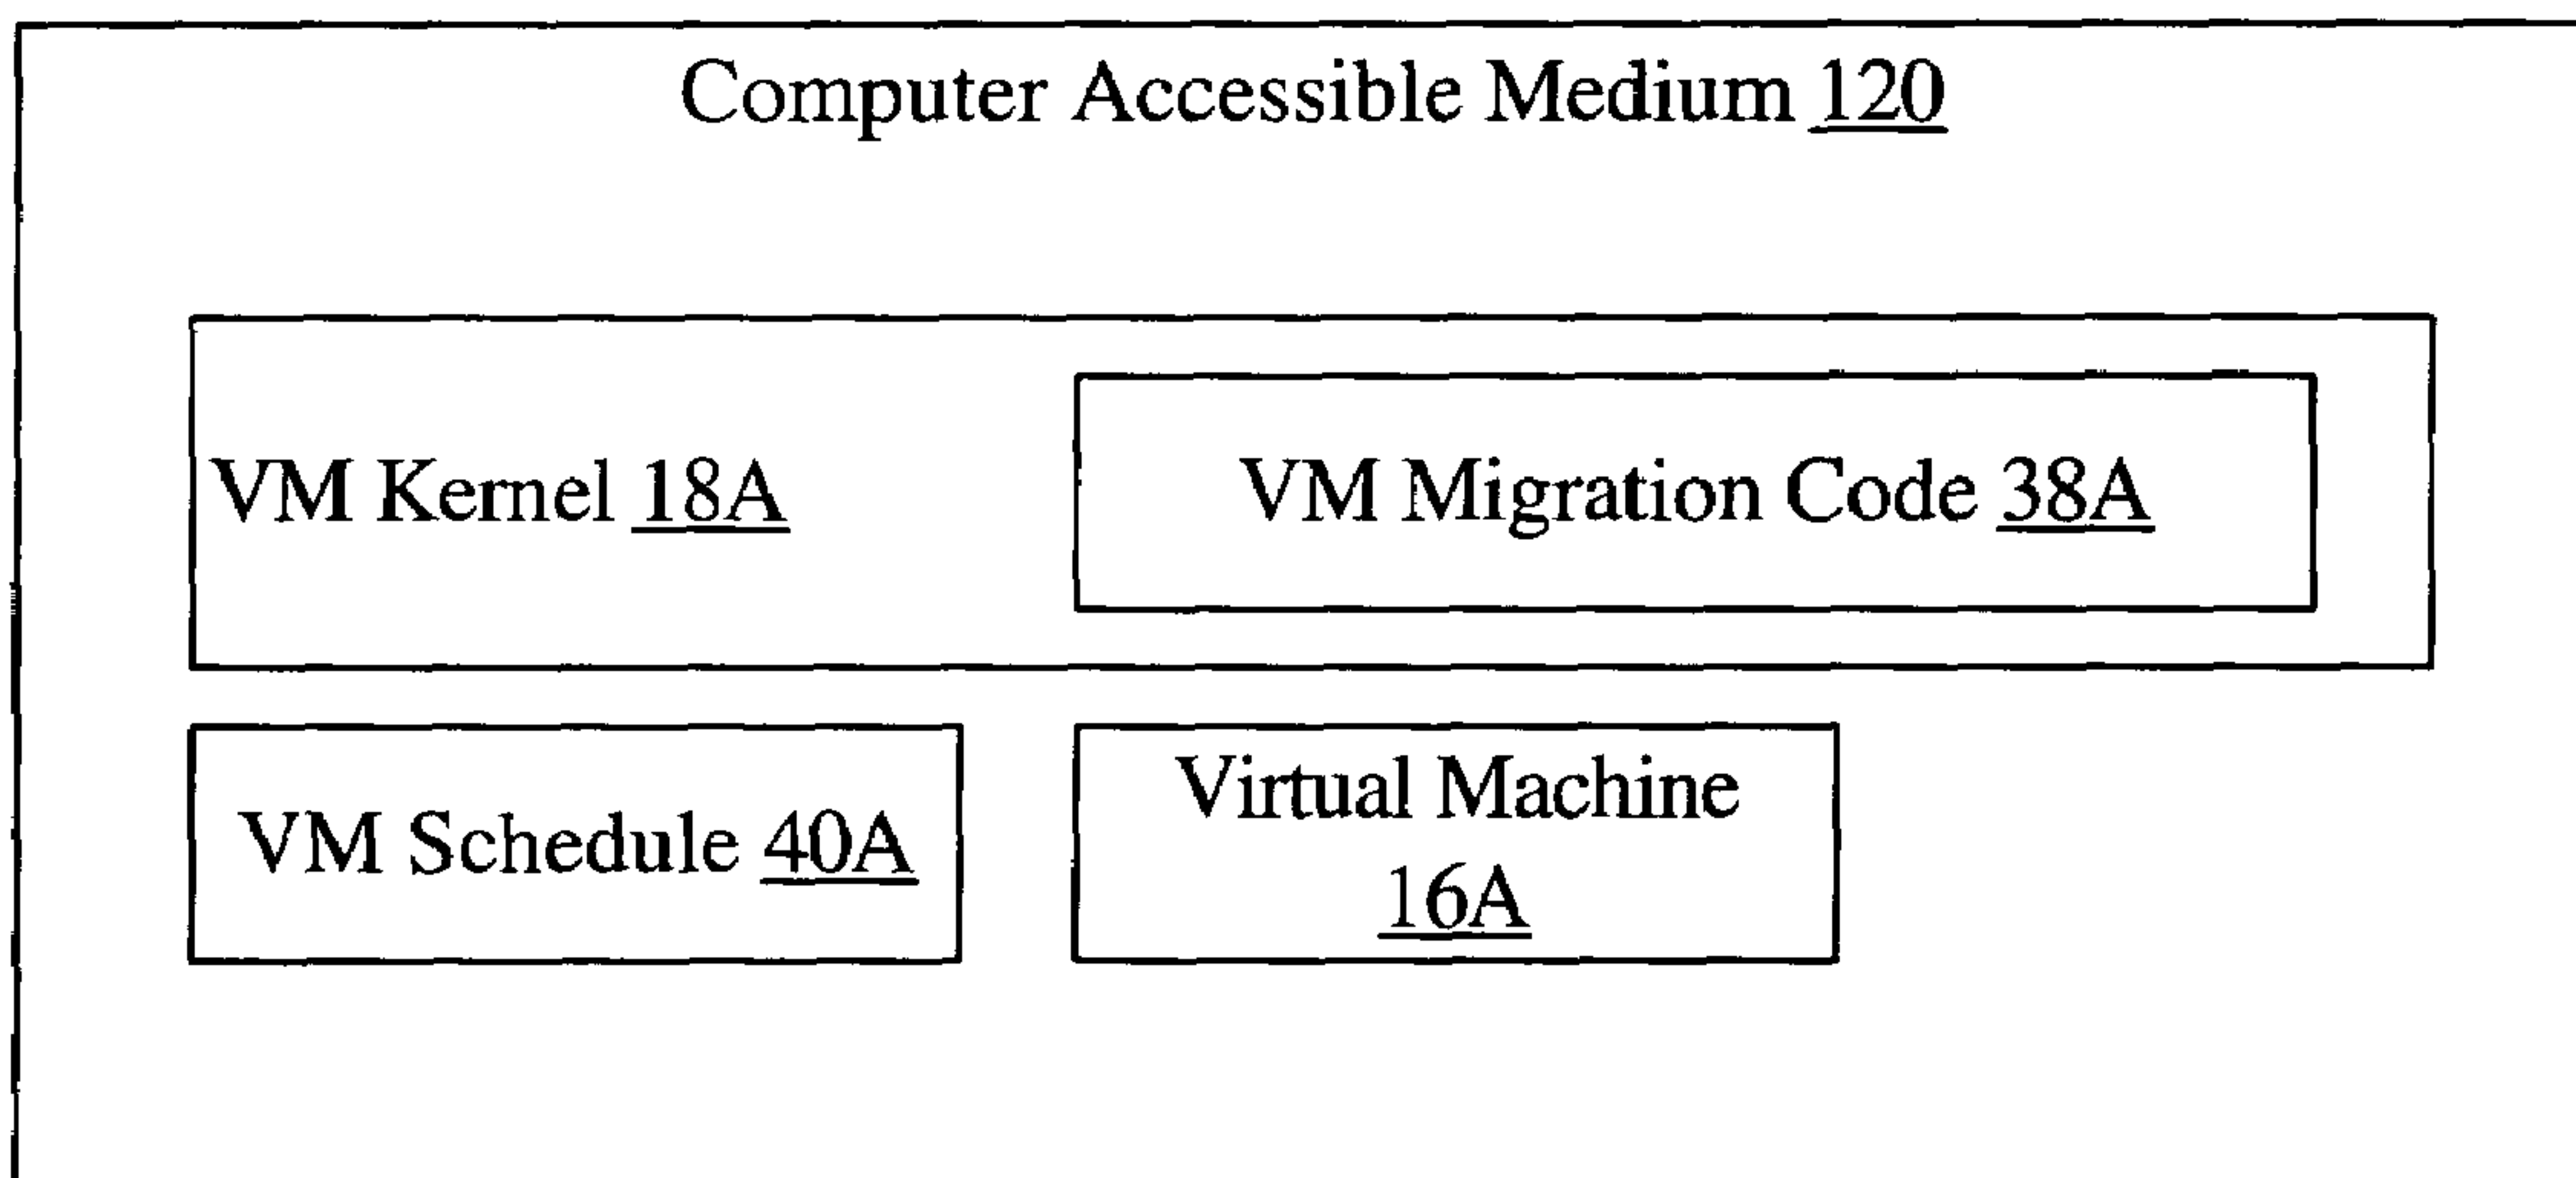 Computer Accessible Medium 120
VM Kernel 18A
VM Migration Code 38A
VM Schedule 40A
Virtual Machine
16A